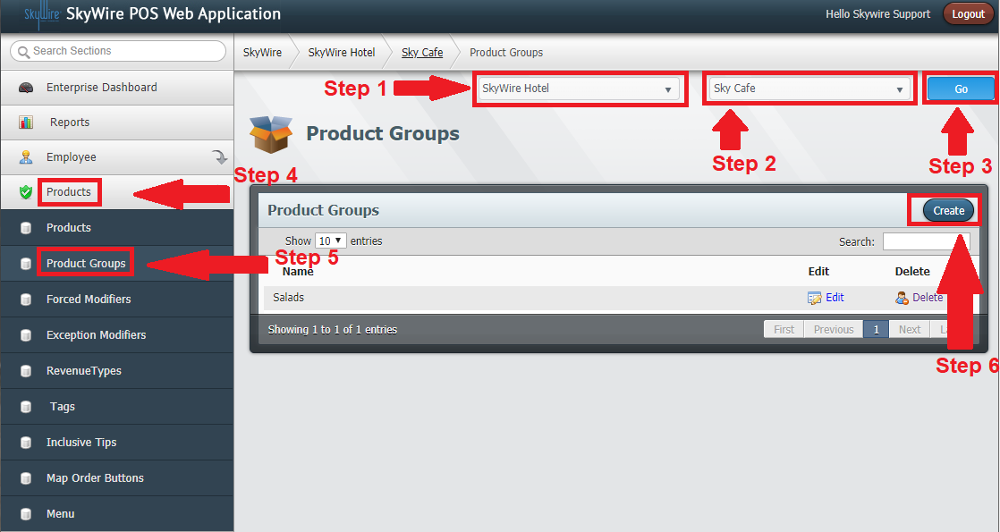 SkyWire SkyWire POS Web Application
Hello Skywire Support
Logout
Search Sections
SkyWire
SkyWire Hotel
Sky Cafe
Product Groups
Enterprise Dashboard
Reports
Employee
Products
Products
Product Groups
Forced Modifiers
Exception Modifiers
RevenueTypes
Tags
Inclusive Tips
Map Order Buttons
Menu
Step 1
SkyWire Hotel
Sky Cafe
Go
Step 2
Step 3
Product Groups
Step 4
Product Groups
Create
Show 10 entries
Search:
Step 5
Name
Edit
Delete
Salads
Edit
Delete
Showing 1 to 1 of 1 entries
First
Previous
1
Next
Step 6